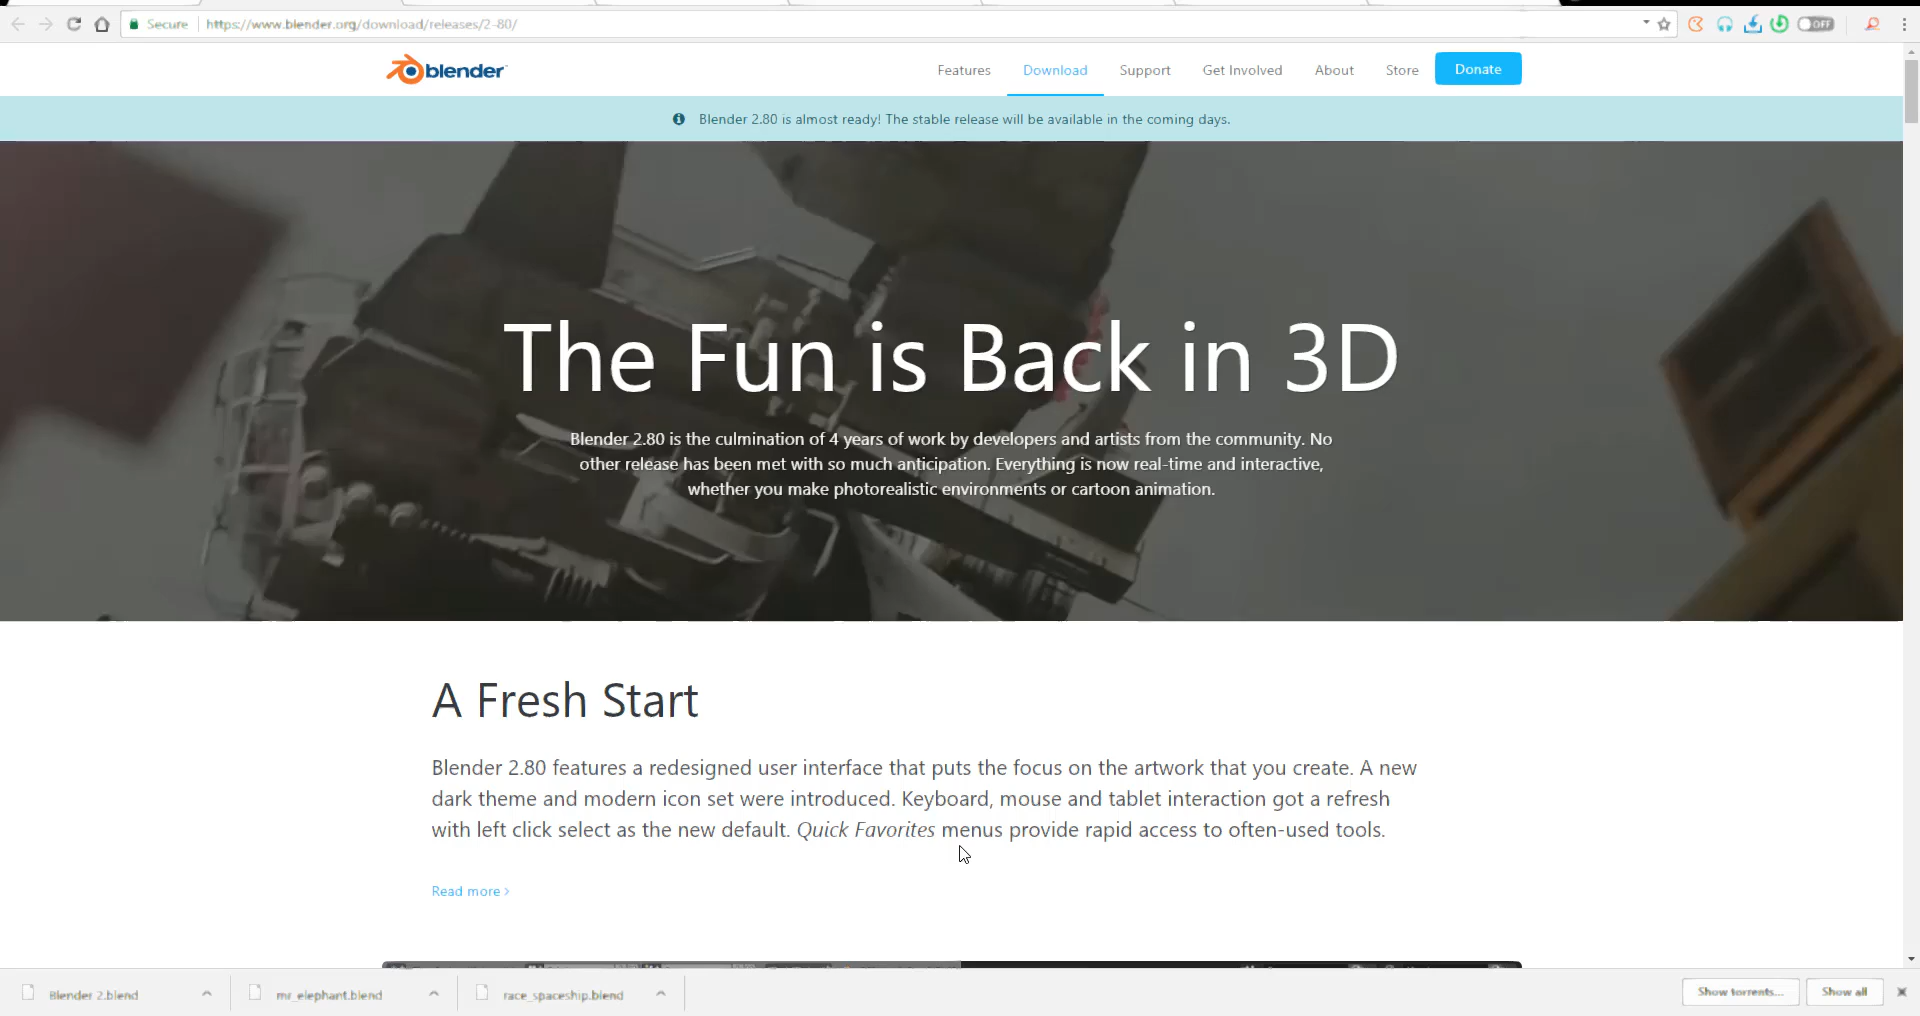 Secure https://www.blender.org/download/releases/2-80/
OFF
blender
Features Download Support Get Involved About Store Donate
Blender 2.80 is almost ready! The stable release will be available in the coming days.
The Fun is Back in 3D
Blender 2.80 is the culmination of 4 years of work by developers and artists from the community. No
other release has been met with so much anticipation. Everything is now real-time and interactive,
whether you make photorealistic environments or cartoon animation.
A Fresh Start
Blender 2.80 features a redesigned user interface that puts the focus on the artwork that you create. A new
dark theme and modern icon set were introduced. Keyboard, mouse and tablet interaction got a refresh
with left click select as the new default. Quick Favorites menus provide rapid access to often-used tools.
Read more ›
Blender 2.blend mr_elephant.blend race_spaceship.blend Show torrents... Show all